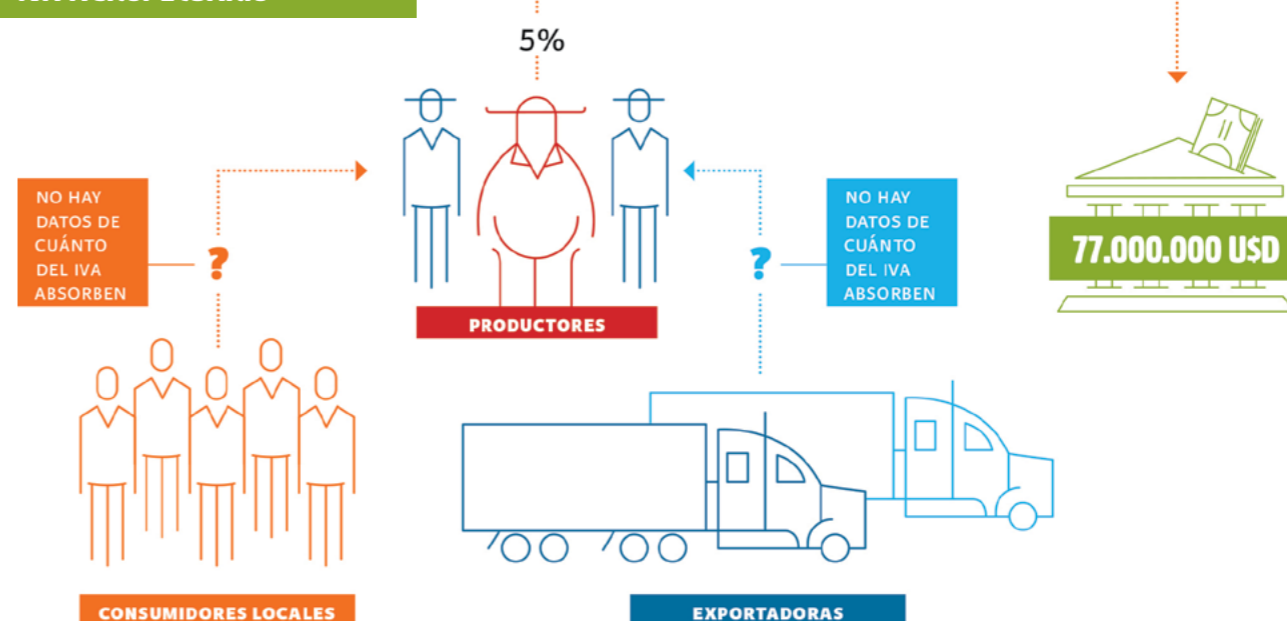 5%
NO HAY
DATOS DE
CUÁNTO
DEL IVA
ABSORBEN
?
PRODUCTORES
?
NO HAY
DATOS DE
CUÁNTO
DEL IVA
ABSORBEN
77.000.000 U$D
CONSUMIDORES LOCALES
EXPORTADORAS